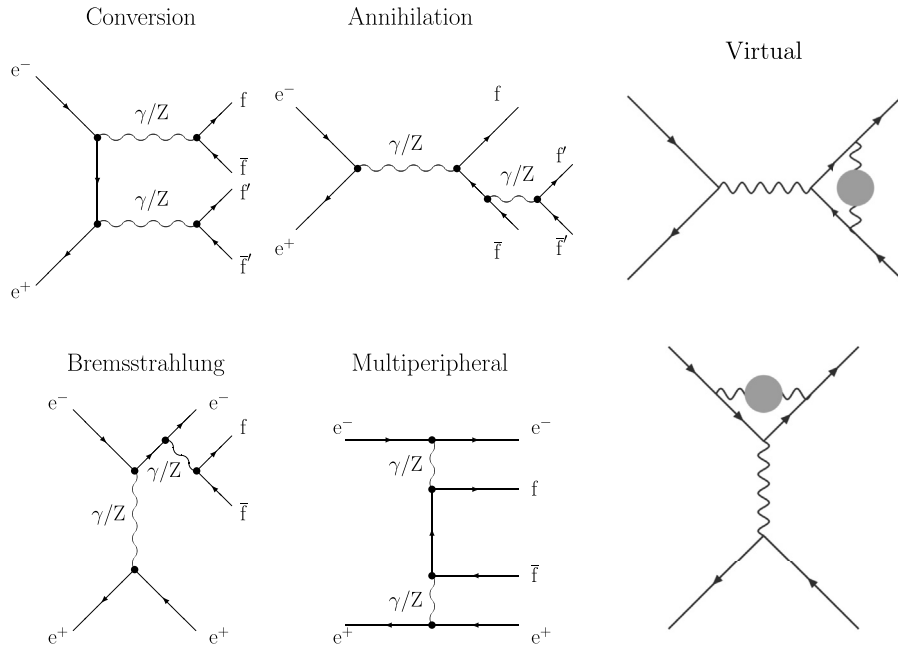 Conversion
Annihilation
Virtual
e⁻
γ/Z
f
f̅
f′
γ/Z
f̅′
e⁺
e⁻
γ/Z
f
f′
γ/Z
f̅
f̅′
e⁺
Bremsstrahlung
Multiperipheral
e⁻
e⁻
f
γ/Z
γ/Z
f̅
e⁺
e⁺
e⁻
e⁻
γ/Z
f
f̅
γ/Z
e⁺
e⁺